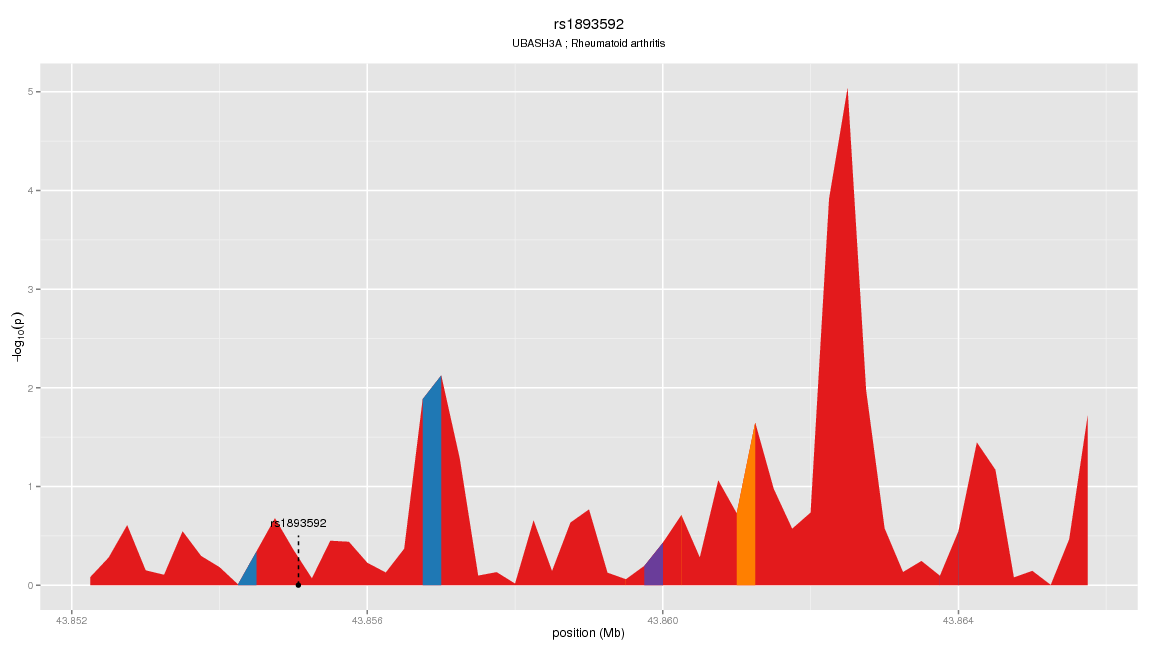 rs1893592
UBASH3A ; Rheumatoid arthritis
5
4
3
2
1
0
−log10(p)
rs1893592
43.852
43.856
43.860
43.864
position (Mb)